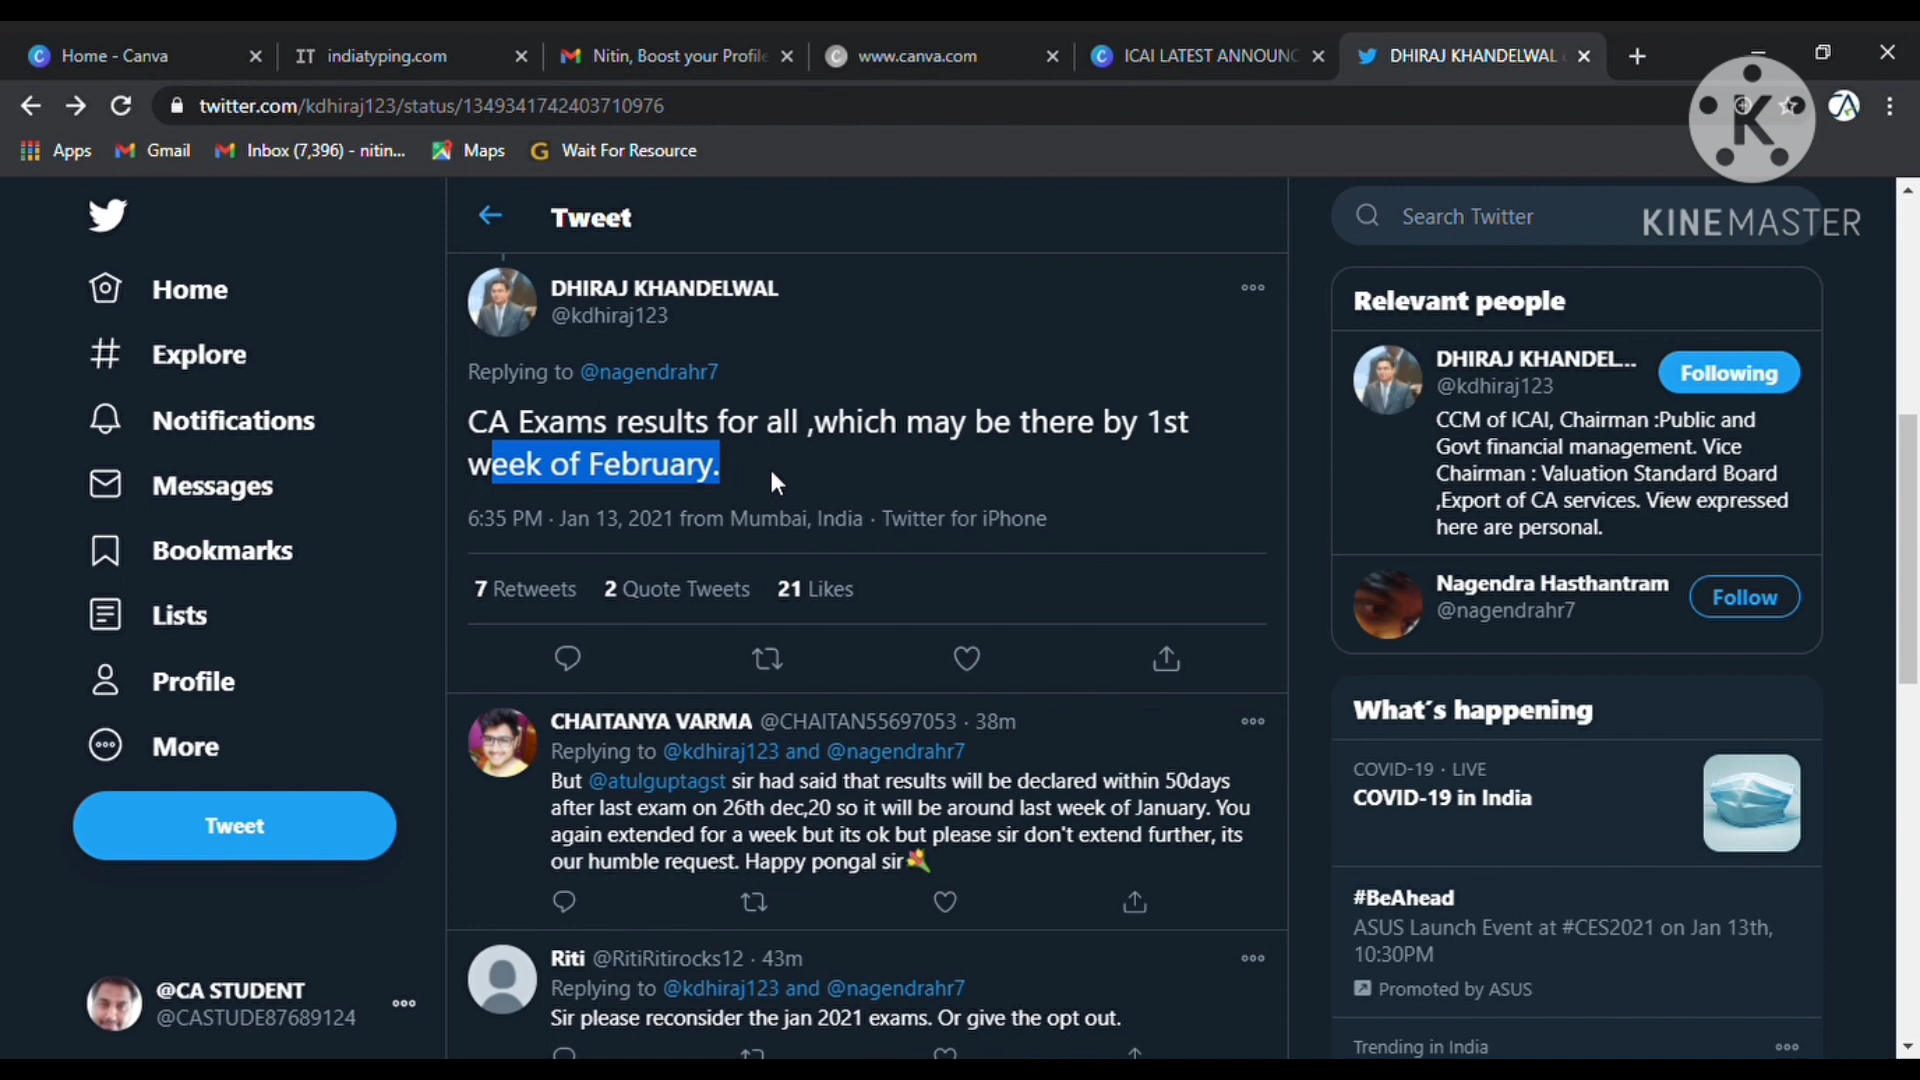 Home - Canva
IT indiatyping.com
Nitin, Boost your Profile
www.canva.com
ICAI LATEST ANNOUNC
DHIRAJ KHANDELWAL
twitter.com/kdhiraj123/status/1349341742403710976
Apps
Gmail
Inbox (7,396) - nitin...
Maps
G Wait For Resource
K
KINEMASTER
Home
Explore
Notifications
Messages
Bookmarks
Lists
Profile
More
Tweet
@CA STUDENT
@CASTUDE87689124
Tweet
DHIRAJ KHANDELWAL
@kdhiraj123
Replying to @nagendrahr7
CA Exams results for all ,which may be there by 1st
week of February.
6:35 PM · Jan 13, 2021 from Mumbai, India · Twitter for iPhone
7 Retweets 2 Quote Tweets 21 Likes
CHAITANYA VARMA @CHAITAN55697053 · 38m
Replying to @kdhiraj123 and @nagendrahr7
But @atulguptagst sir had said that results will be declared within 50days
after last exam on 26th dec,20 so it will be around last week of January. You
again extended for a week but its ok but please sir don't extend further, its
our humble request. Happy pongal sir💐
Riti @RitiRitirocks12 · 43m
Replying to @kdhiraj123 and @nagendrahr7
Sir please reconsider the jan 2021 exams. Or give the opt out.
Search Twitter
Relevant people
DHIRAJ KHANDEL...
@kdhiraj123
Following
CCM of ICAI, Chairman :Public and
Govt financial management. Vice
Chairman : Valuation Standard Board
,Export of CA services. View expressed
here are personal.
Nagendra Hasthantram
@nagendrahr7
Follow
What's happening
COVID-19 · LIVE
COVID-19 in India
#BeAhead
ASUS Launch Event at #CES2021 on Jan 13th,
10:30PM
Promoted by ASUS
Trending in India